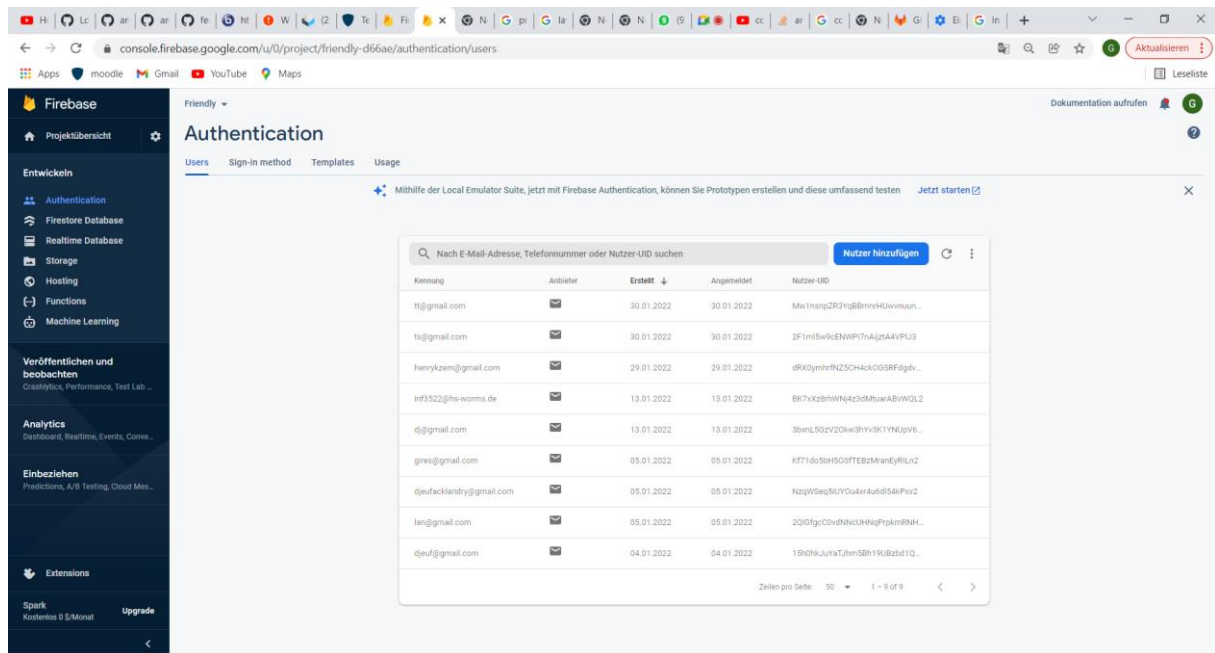 console.firebase.google.com/u/0/project/friendly-d66ae/authentication/users
Aktualisieren
Apps moodle Gmail YouTube Maps Leseliste
Firebase
Friendly
Dokumentation aufrufen
G
Projektübersicht
Authentication
Users Sign-in method Templates Usage
Entwickeln
Mithilfe der Local Emulator Suite, jetzt mit Firebase Authentication, können Sie Prototypen erstellen und diese umfassend testen Jetzt starten
Authentication
Firestore Database
Realtime Database
Storage
Hosting
Functions
Machine Learning
Veröffentlichen und
beobachten
Crashlytics, Performance, Test Lab ...
Analytics
Dashboard, Realtime, Events, Conve...
Einbeziehen
Predictions, A/B Testing, Cloud Mes...
Extensions
Spark
Kostenlos 0 $/Monat
Upgrade
Nach E-Mail-Adresse, Telefonnummer oder Nutzer-UID suchen
Nutzer hinzufügen
Kennung Anbieter Erstellt Angemeldet Nutzer-UID
tt@gmail.com 30.01.2022 30.01.2022
ts@gmail.com 30.01.2022 30.01.2022
henrykzem@gmail.com 29.01.2022 29.01.2022
inf3522@hs-worms.de 13.01.2022 13.01.2022
dj@gmail.com 13.01.2022 13.01.2022
gires@gmail.com 05.01.2022 05.01.2022
djeufacklandry@gmail.com 05.01.2022 05.01.2022
lan@gmail.com 05.01.2022 05.01.2022
djeuf@gmail.com 04.01.2022 04.01.2022
Zeilen pro Seite: 50 1 – 9 of 9